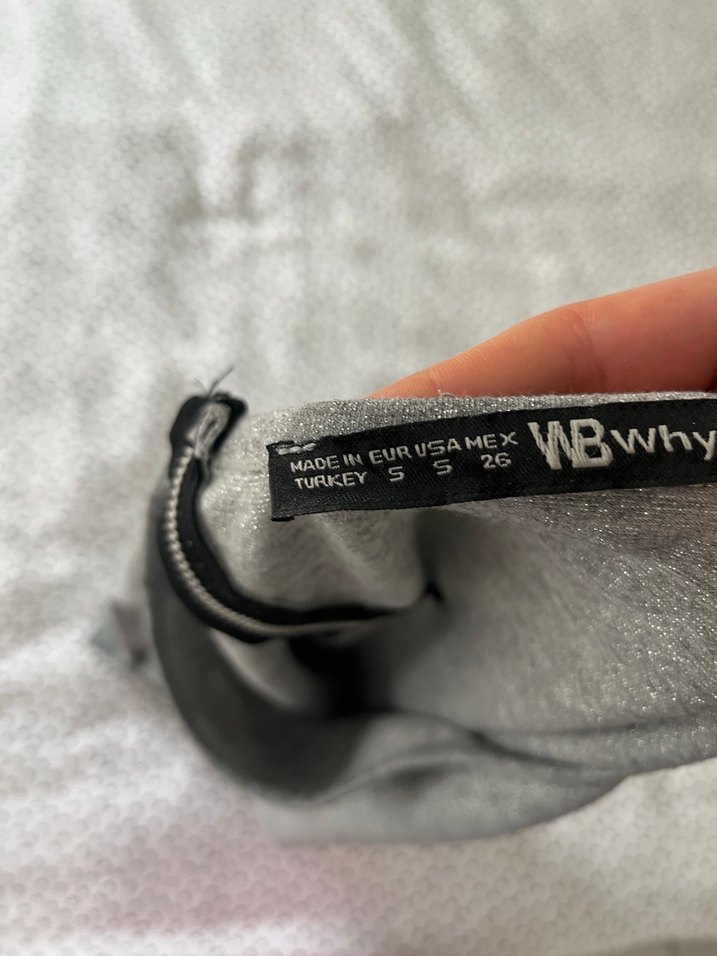 MADE IN EUR USA MEX WB Why
TURKEY S S 26